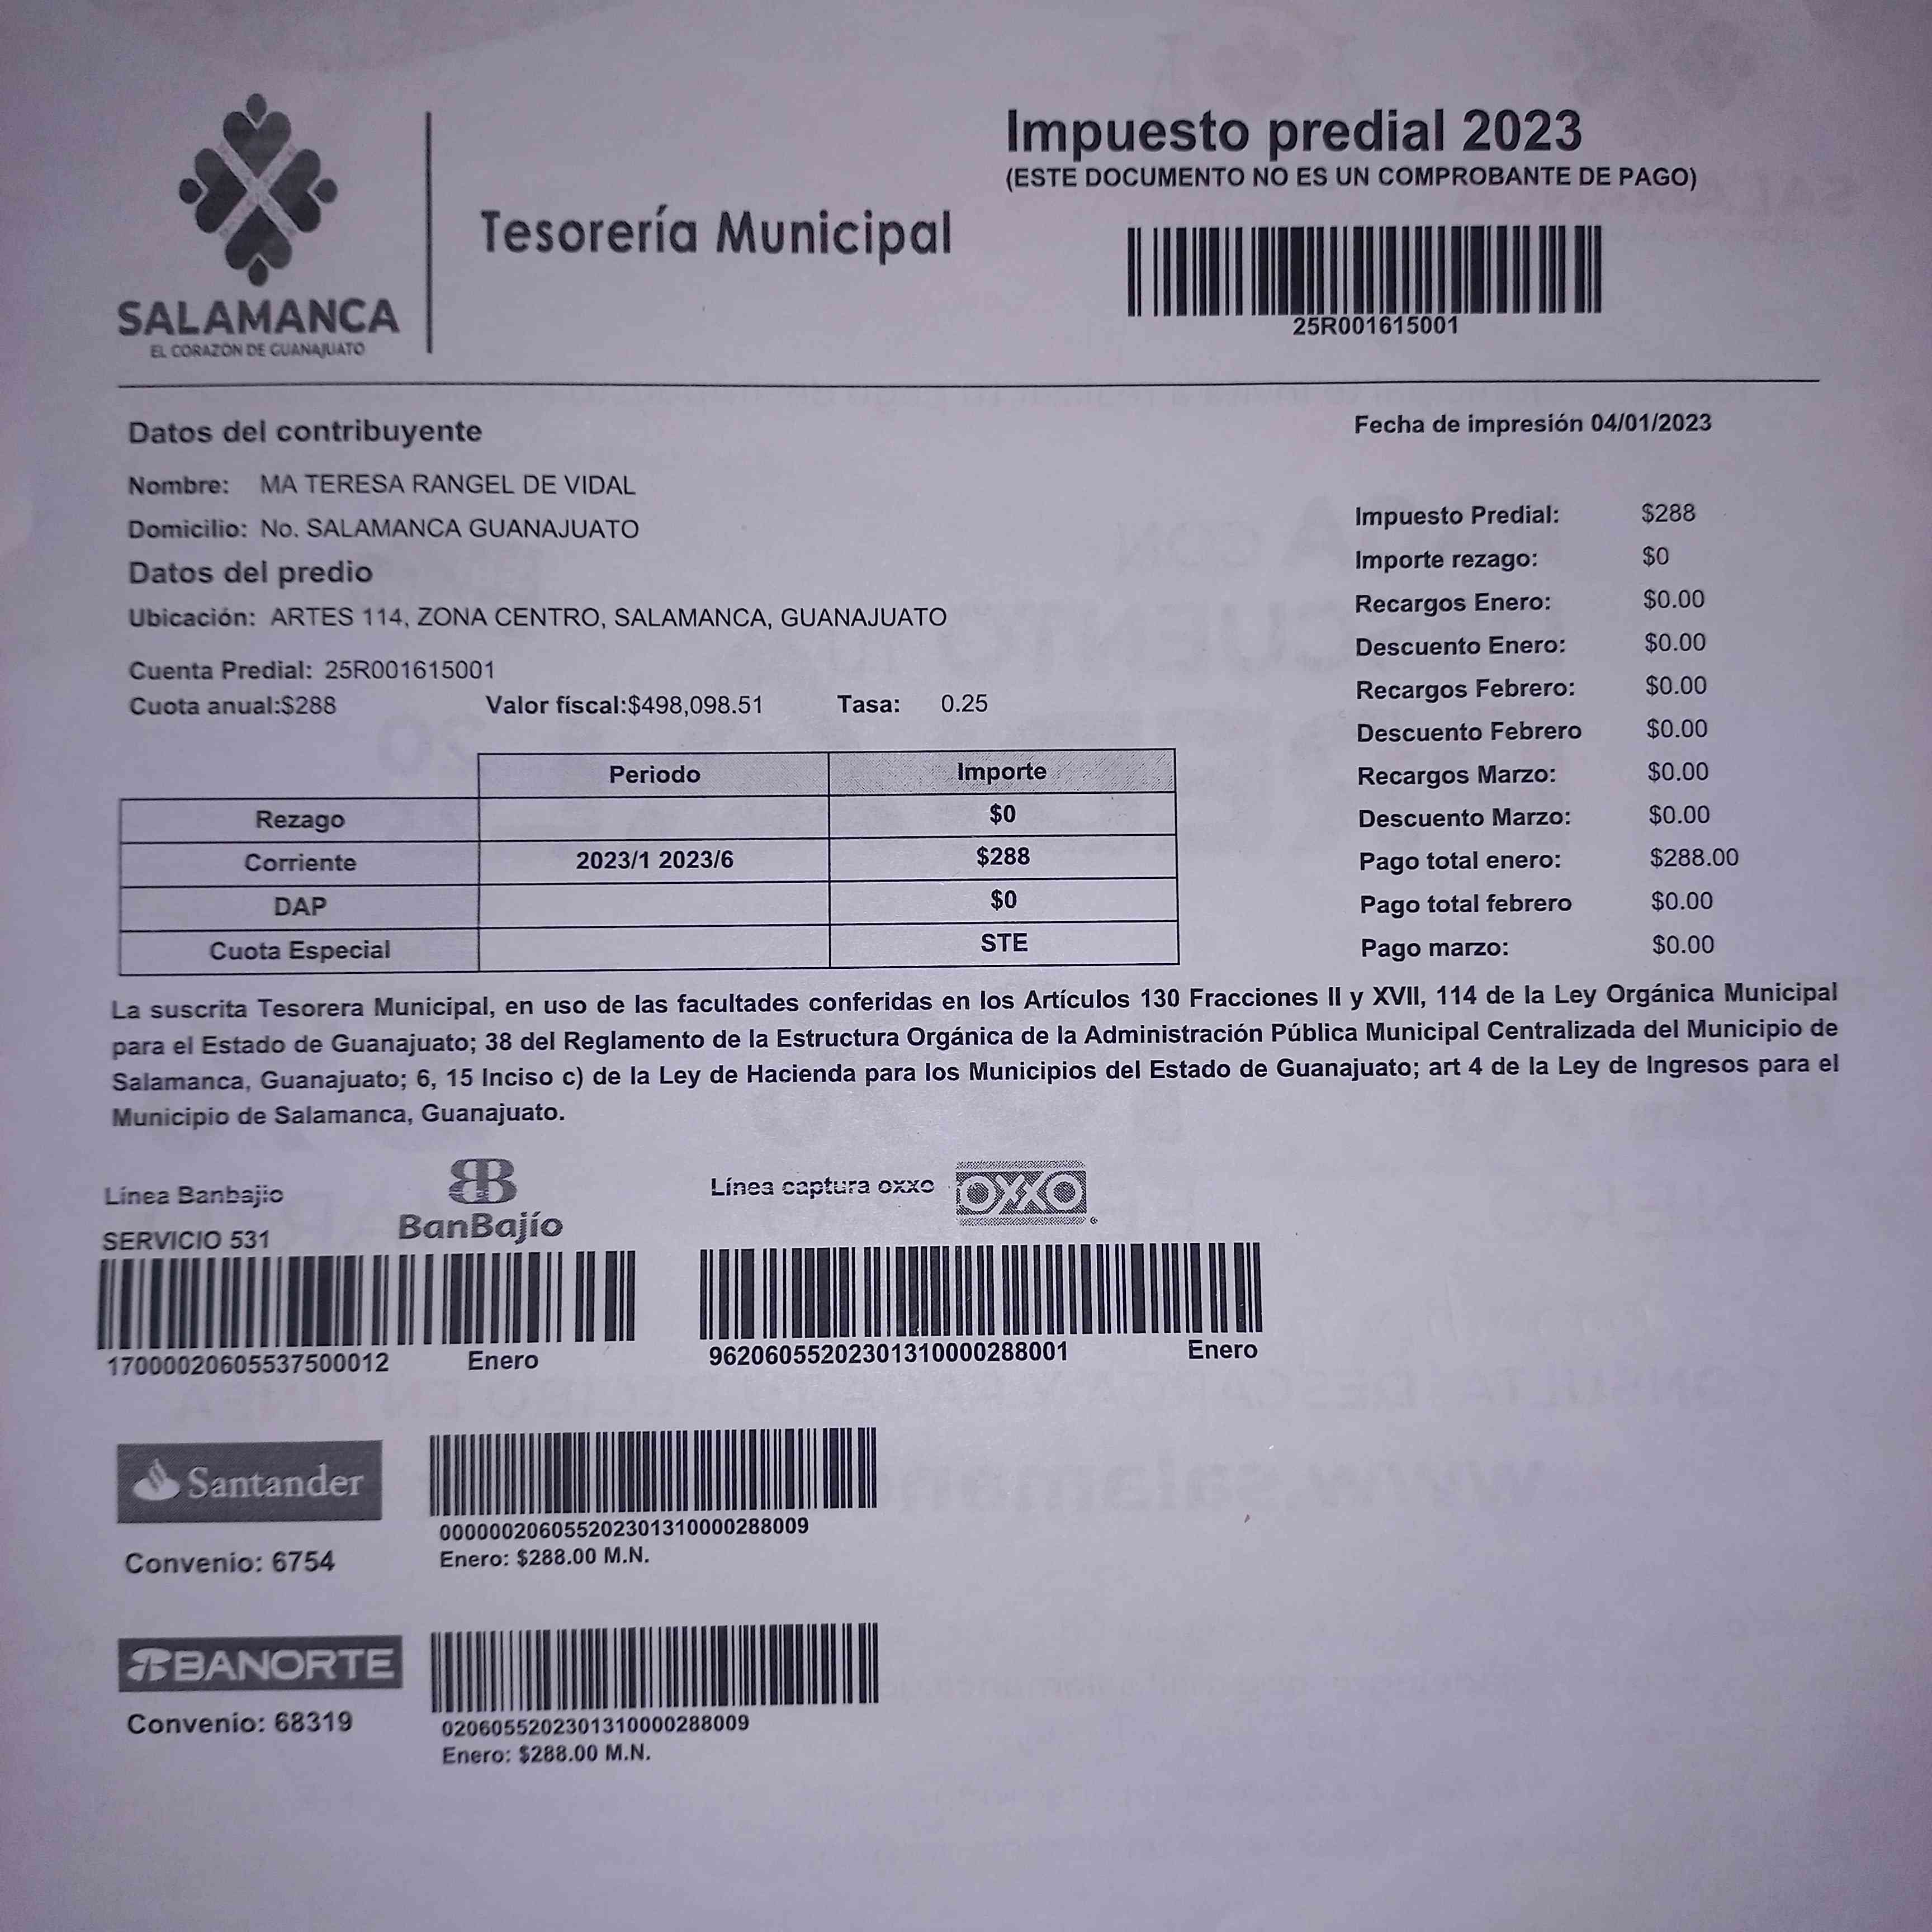 Impuesto predial 2023
(ESTE DOCUMENTO NO ES UN COMPROBANTE DE PAGO)
Tesorería Municipal
SALAMANCA
EL CORAZÓN DE GUANAJUATO
25R001615001
Datos del contribuyente
Fecha de impresión 04/01/2023
Nombre: MA TERESA RANGEL DE VIDAL
Domicilio: No. SALAMANCA GUANAJUATO
Datos del predio
Ubicación: ARTES 114, ZONA CENTRO, SALAMANCA, GUANAJUATO
Cuenta Predial: 25R001615001
Cuota anual:$288 Valor físcal:$498,098.51 Tasa: 0.25
Periodo Importe
Rezago $0
Corriente 2023/1 2023/6 $288
DAP $0
Cuota Especial STE
Impuesto Predial: $288
Importe rezago: $0
Recargos Enero: $0.00
Descuento Enero: $0.00
Recargos Febrero: $0.00
Descuento Febrero $0.00
Recargos Marzo: $0.00
Descuento Marzo: $0.00
Pago total enero: $288.00
Pago total febrero $0.00
Pago marzo: $0.00
La suscrita Tesorera Municipal, en uso de las facultades conferidas en los Artículos 130 Fracciones II y XVII, 114 de la Ley Orgánica Municipal
para el Estado de Guanajuato; 38 del Reglamento de la Estructura Orgánica de la Administración Pública Municipal Centralizada del Municipio de
Salamanca, Guanajuato; 6, 15 Inciso c) de la Ley de Hacienda para los Municipios del Estado de Guanajuato; art 4 de la Ley de Ingresos para el
Municipio de Salamanca, Guanajuato.
Línea Banbajio
BanBajío
SERVICIO 531
17000020605537500012 Enero
Línea captura oxxo
OXXO
962060552023013100002880​01 Enero
Santander
Convenio: 6754
000000206055202301310000288009
Enero: $288.00 M.N.
BANORTE
Convenio: 68319
0206055202301310000288009
Enero: $288.00 M.N.